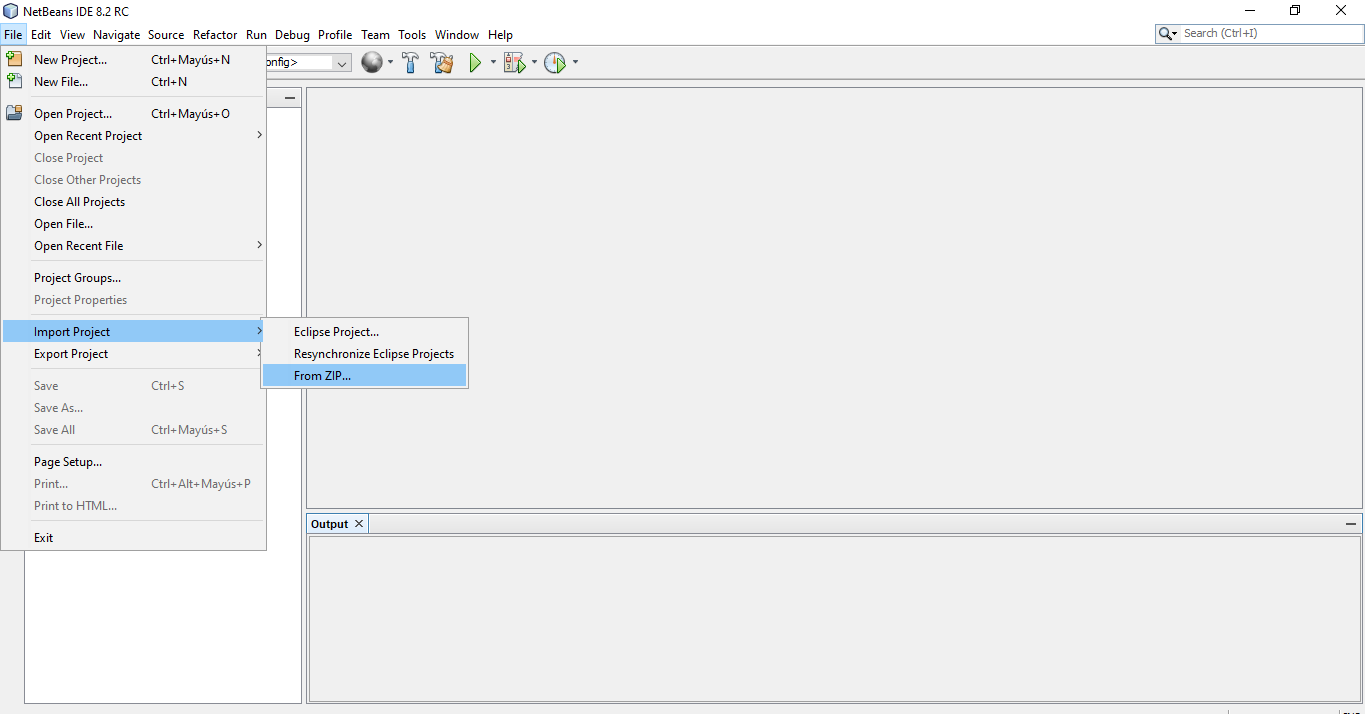 NetBeans IDE 8.2 RC
File Edit View Navigate Source Refactor Run Debug Profile Team Tools Window Help
Search (Ctrl+I)
New Project... Ctrl+Mayús+N
onfig>
New File... Ctrl+N
Open Project... Ctrl+Mayús+O
Open Recent Project
Close Project
Close Other Projects
Close All Projects
Open File...
Open Recent File
Project Groups...
Project Properties
Import Project
Eclipse Project...
Export Project
Resynchronize Eclipse Projects
From ZIP...
Save Ctrl+S
Save As...
Save All Ctrl+Mayús+S
Page Setup...
Print... Ctrl+Alt+Mayús+P
Print to HTML...
Output
Exit